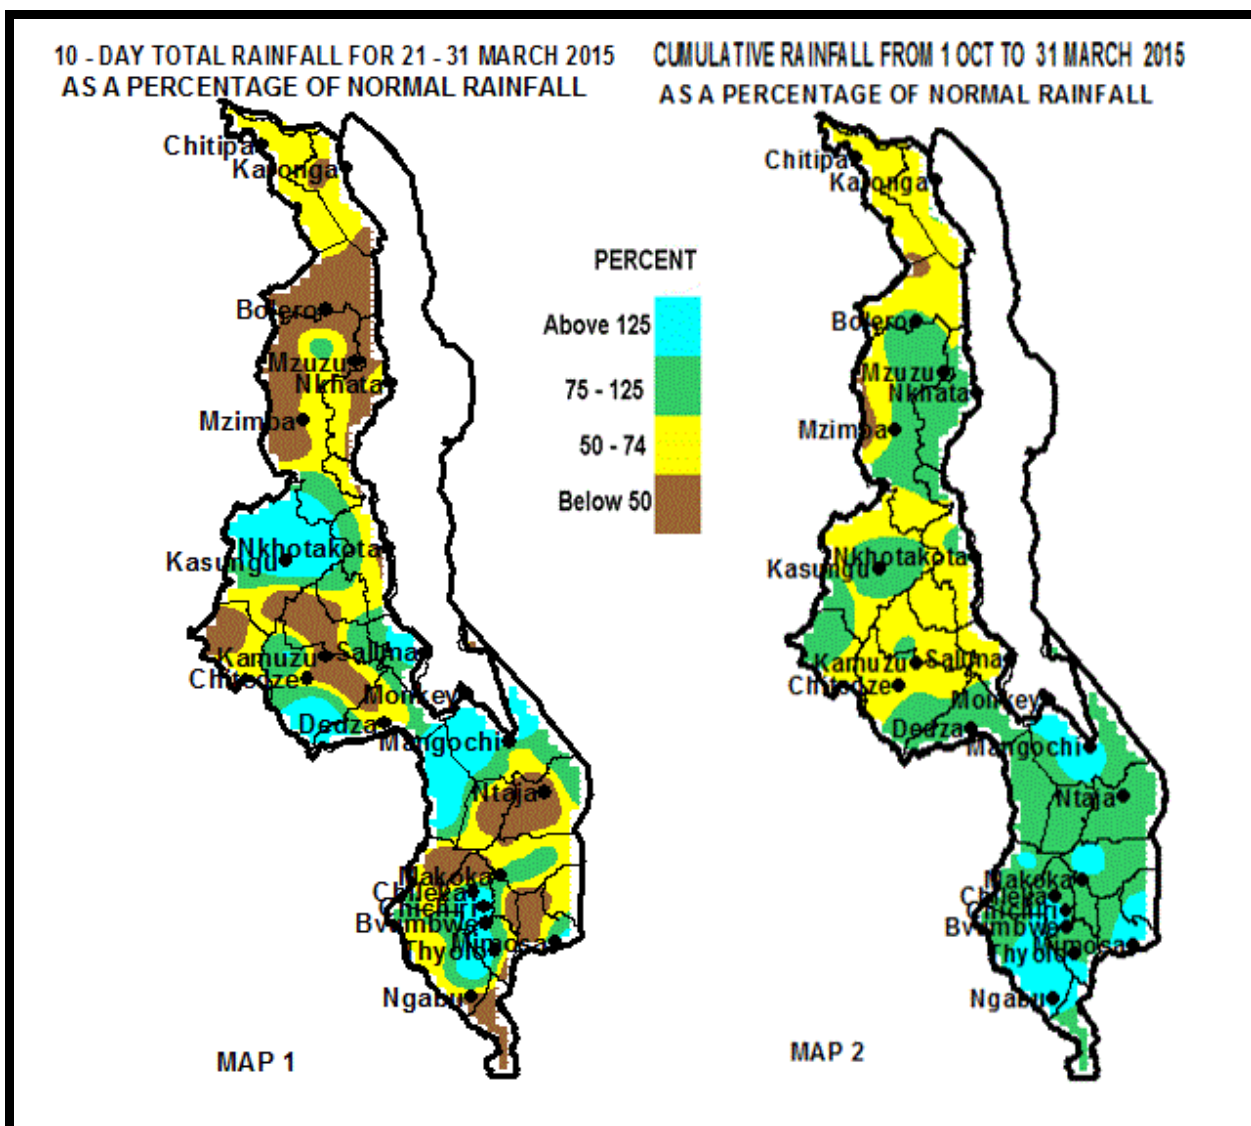 10 - DAY TOTAL RAINFALL FOR 21 - 31 MARCH 2015
AS A PERCENTAGE OF NORMAL RAINFALL
CUMULATIVE RAINFALL FROM 1 OCT TO 31 MARCH 2015
AS A PERCENTAGE OF NORMAL RAINFALL
Chitipa
Karonga
Bolero
Mzuzu
Nkhata
Mzimba
Nkhotakota
Kasungu
Kamuzu
Salima
Chitedze
Monkey
Dedza
Mangochi
Ntaja
Makoka
Chileka
Chichiri
Bvumbwe
Mimosa
Thyolo
Ngabu
MAP 1
PERCENT
Above 125
75 - 125
50 - 74
Below 50
Chitipa
Karonga
Bolero
Mzuzu
Nkhata
Mzimba
Nkhotakota
Kasungu
Kamuzu
Salima
Chitedze
Monkey
Dedza
Mangochi
Ntaja
Makoka
Chileka
Chichiri
Bvumbwe
Mimosa
Thyolo
Ngabu
MAP 2